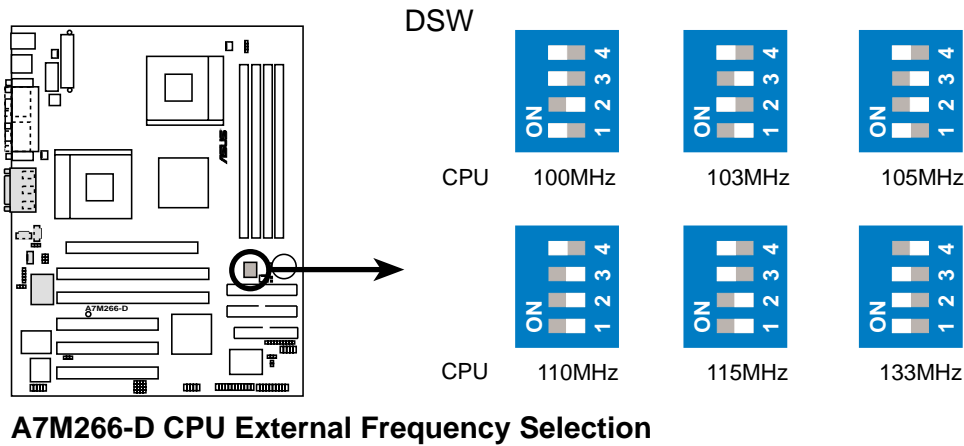 DSW
ASUS
A7M266-D
ON 1 2 3 4
ON 1 2 3 4
ON 1 2 3 4
CPU 100MHz 103MHz 105MHz
ON 1 2 3 4
ON 1 2 3 4
ON 1 2 3 4
CPU 110MHz 115MHz 133MHz
A7M266-D CPU External Frequency Selection